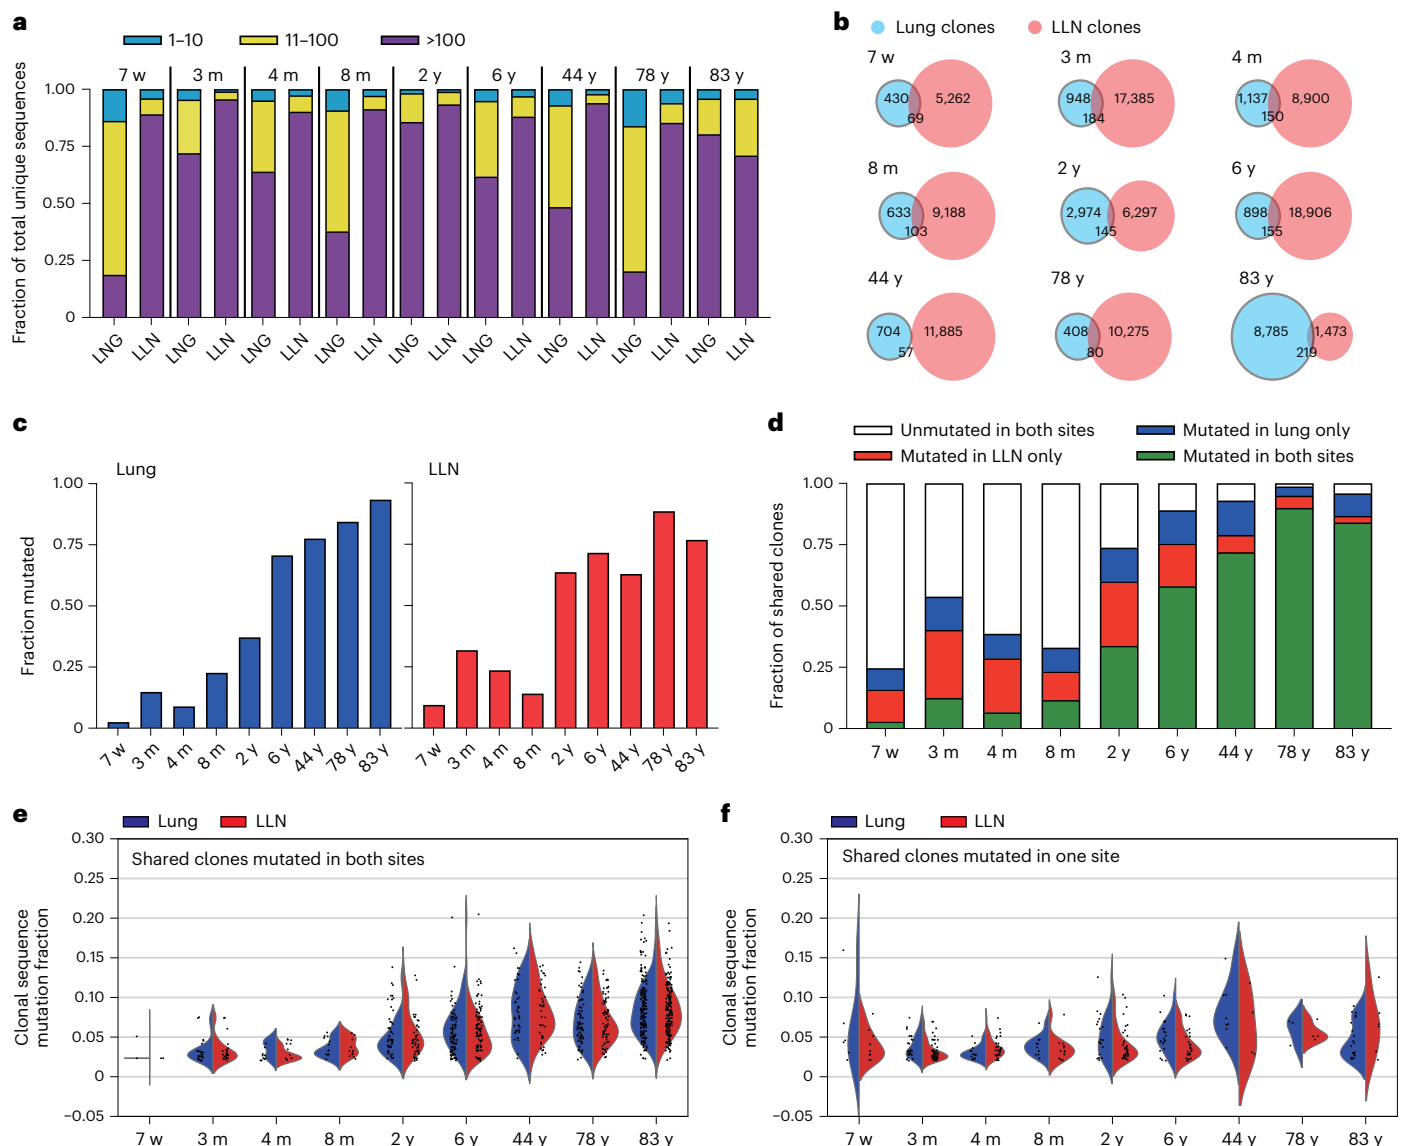 a
1–10 11–100 >100
Fraction of total unique sequences
7 w 3 m 4 m 8 m 2 y 6 y 44 y 78 y 83 y
1.00
0.75
0.50
0.25
0
LNG LLN LNG LLN LNG LLN LNG LLN LNG LLN LNG LLN LNG LLN LNG LLN LNG LLN
b
Lung clones LLN clones
7 w 3 m 4 m
430 69 5,262
948 184 17,385
1,137 150 8,900
8 m 2 y 6 y
633 103 9,188
2,974 145 6,297
898 155 18,906
44 y 78 y 83 y
704 57 11,885
408 80 10,275
8,785 219 1,473
c
Lung LLN
Fraction mutated
1.00
0.75
0.50
0.25
0
7 w 3 m 4 m 8 m 2 y 6 y 44 y 78 y 83 y
7 w 3 m 4 m 8 m 2 y 6 y 44 y 78 y 83 y
d
Unmutated in both sites Mutated in lung only
Mutated in LLN only Mutated in both sites
Fraction of shared clones
1.00
0.75
0.50
0.25
0
7 w 3 m 4 m 8 m 2 y 6 y 44 y 78 y 83 y
e
Lung LLN
Shared clones mutated in both sites
Clonal sequence
mutation fraction
0.30
0.25
0.20
0.15
0.10
0.05
0
−0.05
7 w 3 m 4 m 8 m 2 y 6 y 44 y 78 y 83 y
f
Lung LLN
Shared clones mutated in one site
Clonal sequence
mutation fraction
0.30
0.25
0.20
0.15
0.10
0.05
0
−0.05
7 w 3 m 4 m 8 m 2 y 6 y 44 y 78 y 83 y